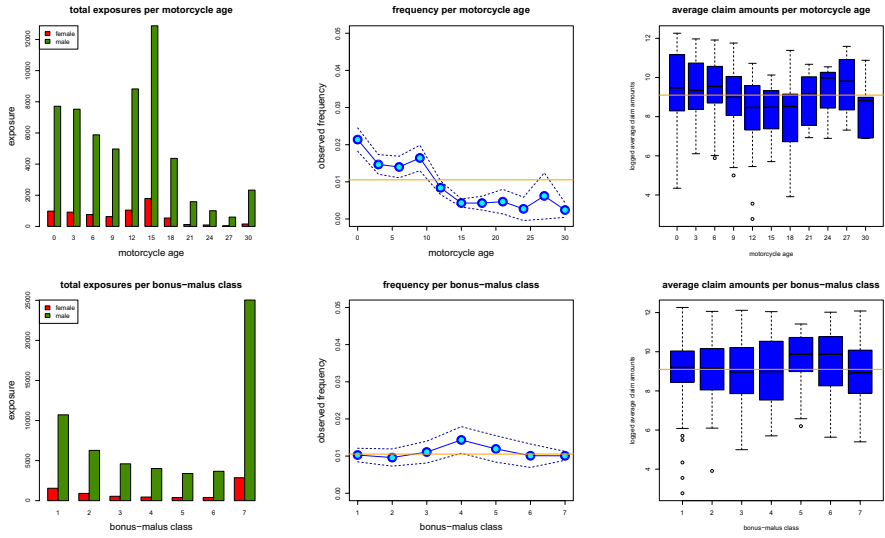 total exposures per motorcycle age
exposure
0 2000 4000 6000 8000 10000 12000
female
male
0 3 6 9 12 15 18 21 24 27 30
motorcycle age
frequency per motorcycle age
observed frequency
0.00 0.01 0.02 0.03 0.04 0.05
0 5 10 15 20 25 30
motorcycle age
average claim amounts per motorcycle age
logged average claim amounts
4 6 8 10 12
0 3 6 9 12 15 18 21 24 27 30
motorcycle age
total exposures per bonus−malus class
exposure
0 5000 10000 15000 20000 25000
female
male
1 2 3 4 5 6 7
bonus−malus class
frequency per bonus−malus class
observed frequency
0.00 0.01 0.02 0.03 0.04 0.05
1 2 3 4 5 6 7
bonus−malus class
average claim amounts per bonus−malus class
logged average claim amounts
4 6 8 10 12
1 2 3 4 5 6 7
bonus−malus class